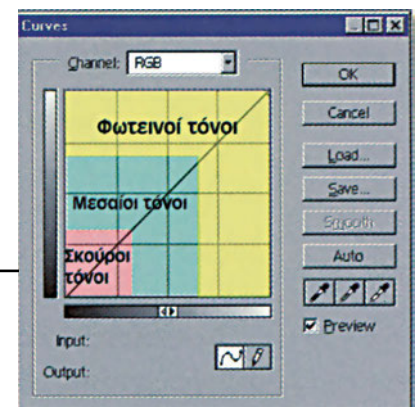 Curves
Channel: RGB
OK
Cancel
Load...
Save...
Smooth
Auto
Preview
Φωτεινοί τόνοι
Μεσαίοι τόνοι
Σκούροι
τόνοι
Input:
Output: